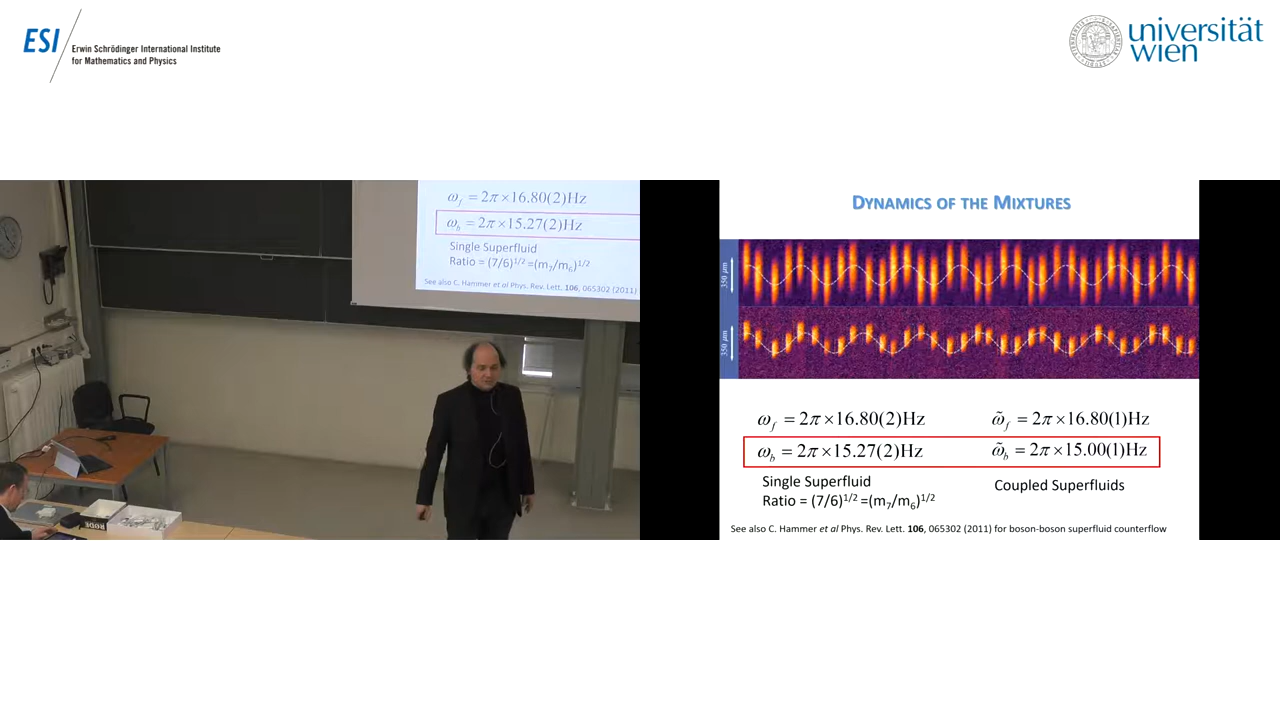 ESI
Erwin Schrödinger International Institute
for Mathematics and Physics
universität
wien
ω_f = 2π×16.80(2)Hz
ω_b = 2π×15.27(2)Hz
Single Superfluid
Ratio = (7/6)^1/2 =(m_7/m_6)^1/2
See also C. Hammer et al Phys. Rev. Lett. 106, 065302 (2011)
RODE
DYNAMICS OF THE MIXTURES
350 μm
350 μm
ω_f = 2π×16.80(2)Hz
ω̃_f = 2π×16.80(1)Hz
ω_b = 2π×15.27(2)Hz
ω̃_b = 2π×15.00(1)Hz
Single Superfluid
Ratio = (7/6)^1/2 =(m_7/m_6)^1/2
Coupled Superfluids
See also C. Hammer et al Phys. Rev. Lett. 106, 065302 (2011) for boson-boson superfluid counterflow